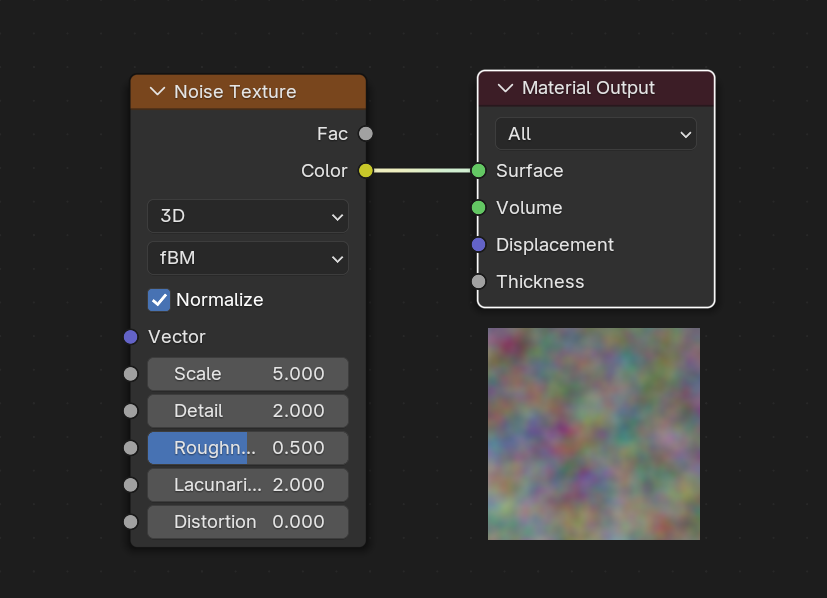 Noise Texture
Fac
Color
3D
fBM
Normalize
Vector
Scale 5.000
Detail 2.000
Roughn... 0.500
Lacunari... 2.000
Distortion 0.000
Material Output
All
Surface
Volume
Displacement
Thickness